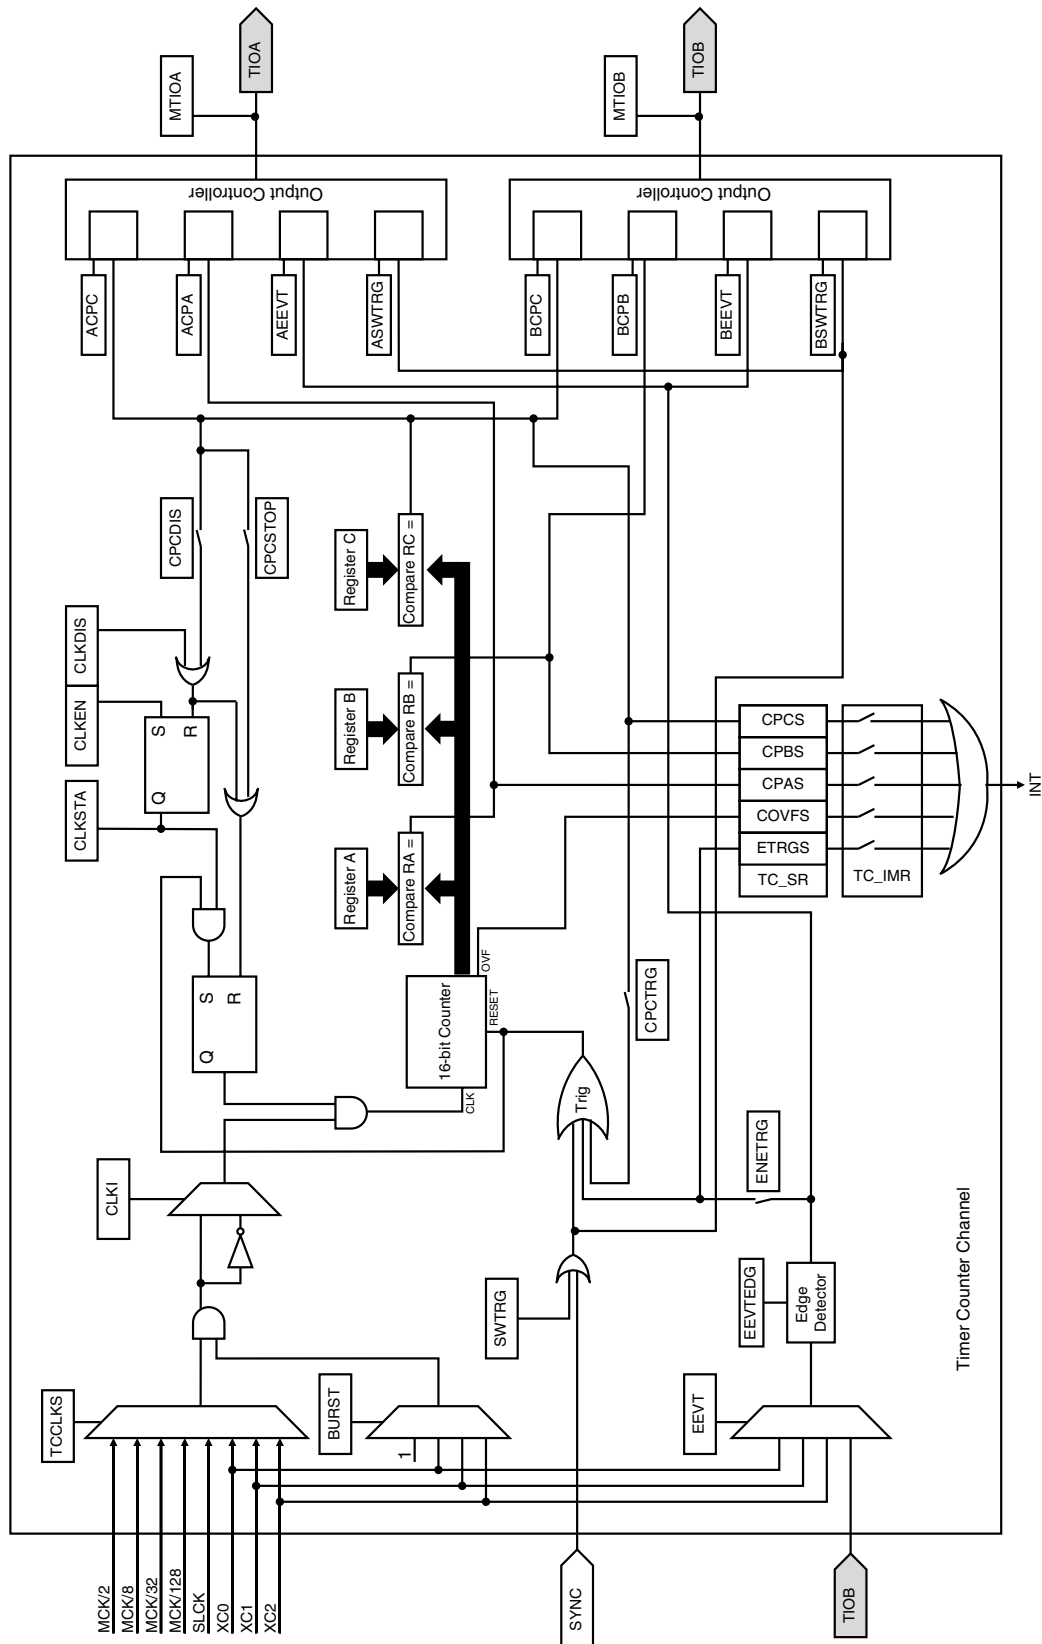 MCK/2
MCK/8
MCK/32
MCK/128
SLCK
XC0
XC1
XC2
TCCLKS
CLKI
CLKSTA
CLKEN
CLKDIS
CPCDIS
CPCSTOP
Q
S
R
Q
S
R
ACPC
ACPA
AEEVT
ASWTRG
Output Controller
MTIOA
TIOA
BURST
1
16-bit Counter
CLK
RESET
OVF
Register A
Compare RA =
Register B
Compare RB =
Register C
Compare RC =
BCPC
BCPB
BEEVT
BSWTRG
Output Controller
MTIOB
TIOB
SYNC
SWTRG
Trig
CPCTRG
EEVT
EEVTEDG
Edge
Detector
ENETRG
TIOB
CPCS
CPBS
CPAS
COVFS
ETRGS
TC_SR
TC_IMR
INT
Timer Counter Channel